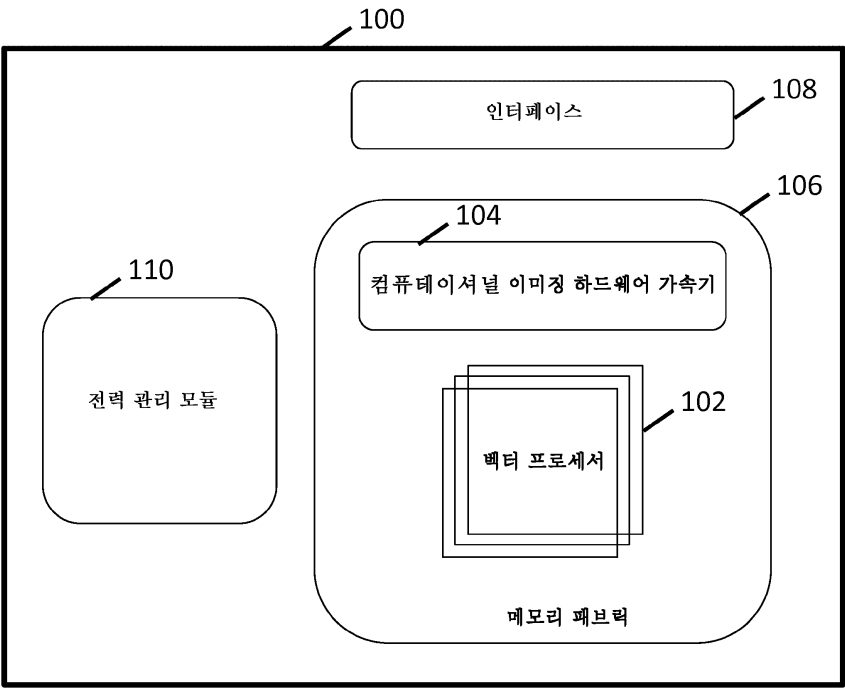 100
인터페이스
108
106
104
컴퓨테이셔널 이미징 하드웨어 가속기
110
전력 관리 모듈
102
벡터 프로세서
메모리 패브릭